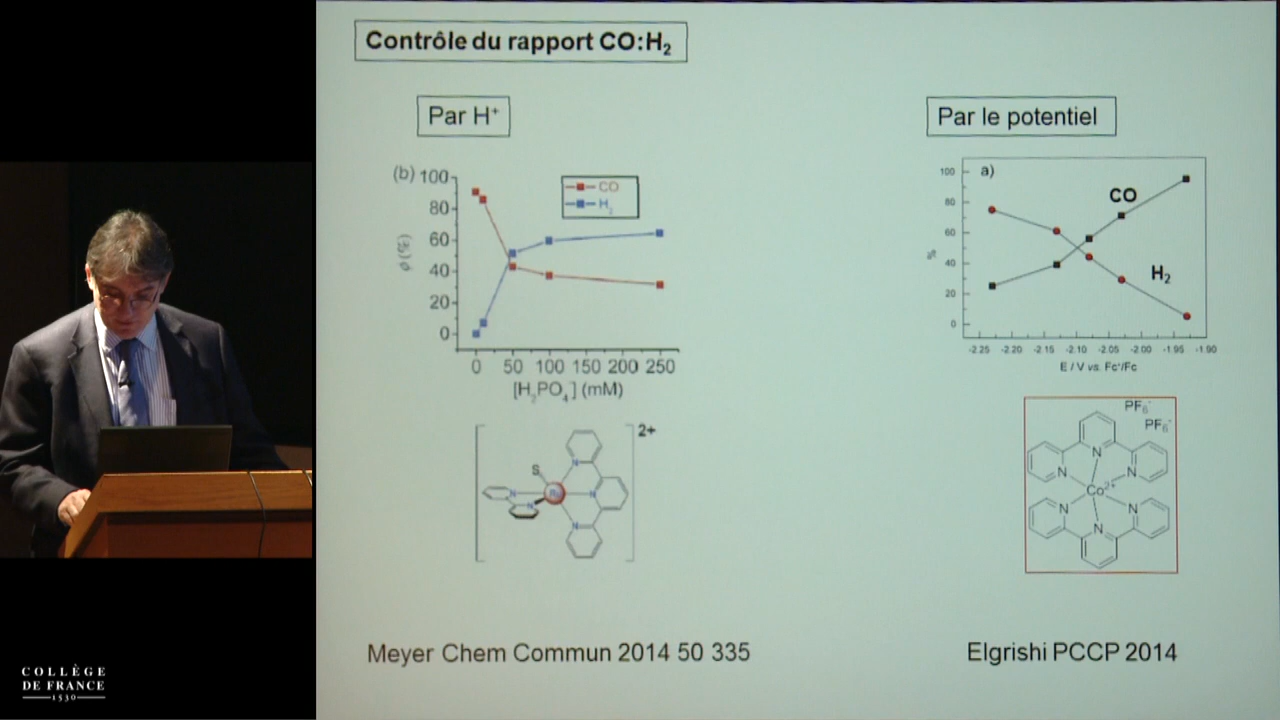 Contrôle du rapport CO:H₂
Par H⁺
(b)
100
80
60
40
20
0
ϕ (%)
CO
H₂
0 50 100 150 200 250
[H₂PO₄⁻] (mM)
2+
S
N
N
N
N
N
Meyer Chem Commun 2014 50 335
Par le potentiel
a)
100
80
60
40
20
0
%
CO
H₂
-2.25 -2.20 -2.15 -2.10 -2.05 -2.00 -1.95 -1.90
E / V vs. Fc⁺/Fc
PF₆⁻
PF₆⁻
N
N
N
Co²⁺
N
N
N
Elgrishi PCCP 2014
COLLÈGE
DE FRANCE
1530